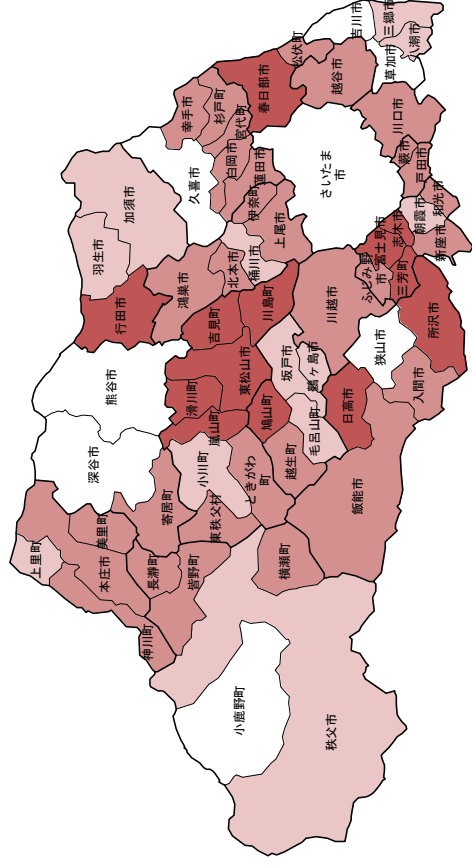 吉川市
三郷市
八潮市
草加市
松伏町
越谷市
春日部市
川口市
杉戸町
幸手市
宮代町
蕨市
戸田市
白岡市
蓮田市
さいたま
市
久喜市
加須市
伊奈町
上尾市
朝霞市
和光市
志木市
新座市
富士見市
羽生市
北本市
桶川市
鴻巣市
ふじみ野
市
三芳町
川島町
川越市
行田市
吉見町
所沢市
狭山市
東松山市
坂戸市
鶴ヶ島市
熊谷市
滑川町
入間市
日高市
鳩山町
嵐山町
毛呂山町
深谷市
小川町
ときがわ
町
越生町
飯能市
寄居町
東秩父村
美里町
上里町
本庄市
長瀞町
皆野町
横瀬町
神川町
小鹿野町
秩父市